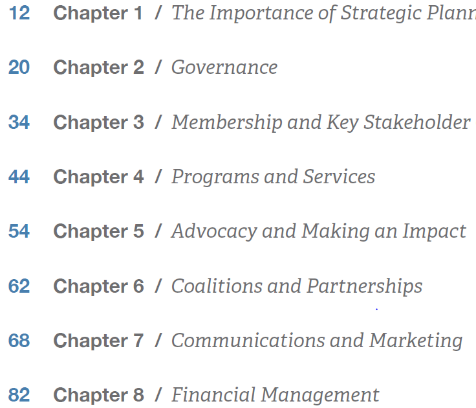 12 Chapter 1 / The Importance of Strategic Plann
20 Chapter 2 / Governance
34 Chapter 3 / Membership and Key Stakeholder
44 Chapter 4 / Programs and Services
54 Chapter 5 / Advocacy and Making an Impact
62 Chapter 6 / Coalitions and Partnerships
68 Chapter 7 / Communications and Marketing
82 Chapter 8 / Financial Management